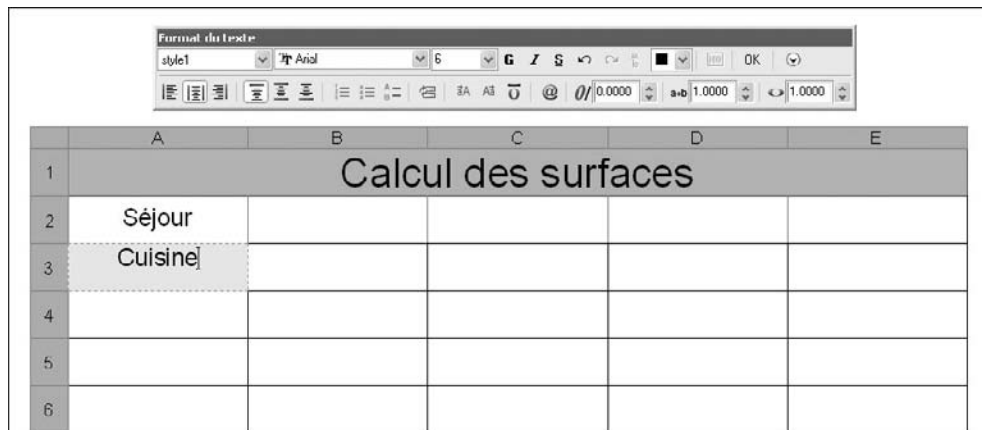 Format du texte
style1 Arial 6 G I S OK
@ 0/ 0.0000 a•b 1.0000 1.0000
A B C D E
1 Calcul des surfaces
2 Séjour
3 Cuisine
4
5
6